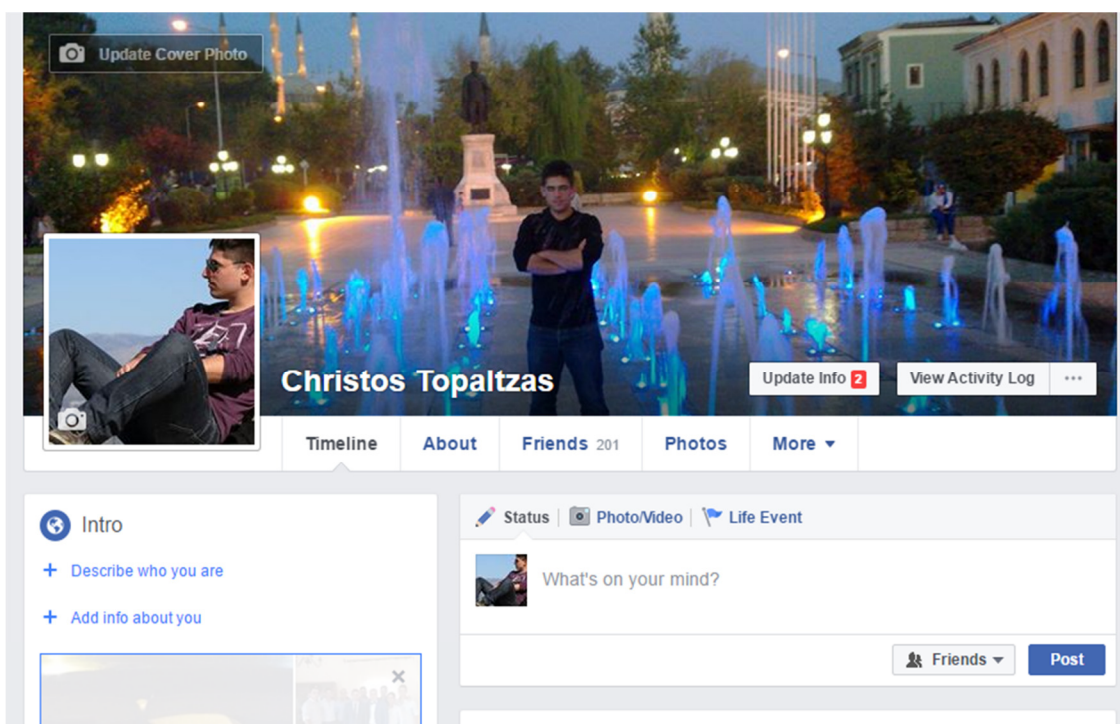 Update Cover Photo
Christos Topaltzas
Update Info 2
View Activity Log ...
Timeline
About
Friends 201
Photos
More
Intro
Describe who you are
Add info about you
Status
Photo/Video
Life Event
What's on your mind?
Friends
Post